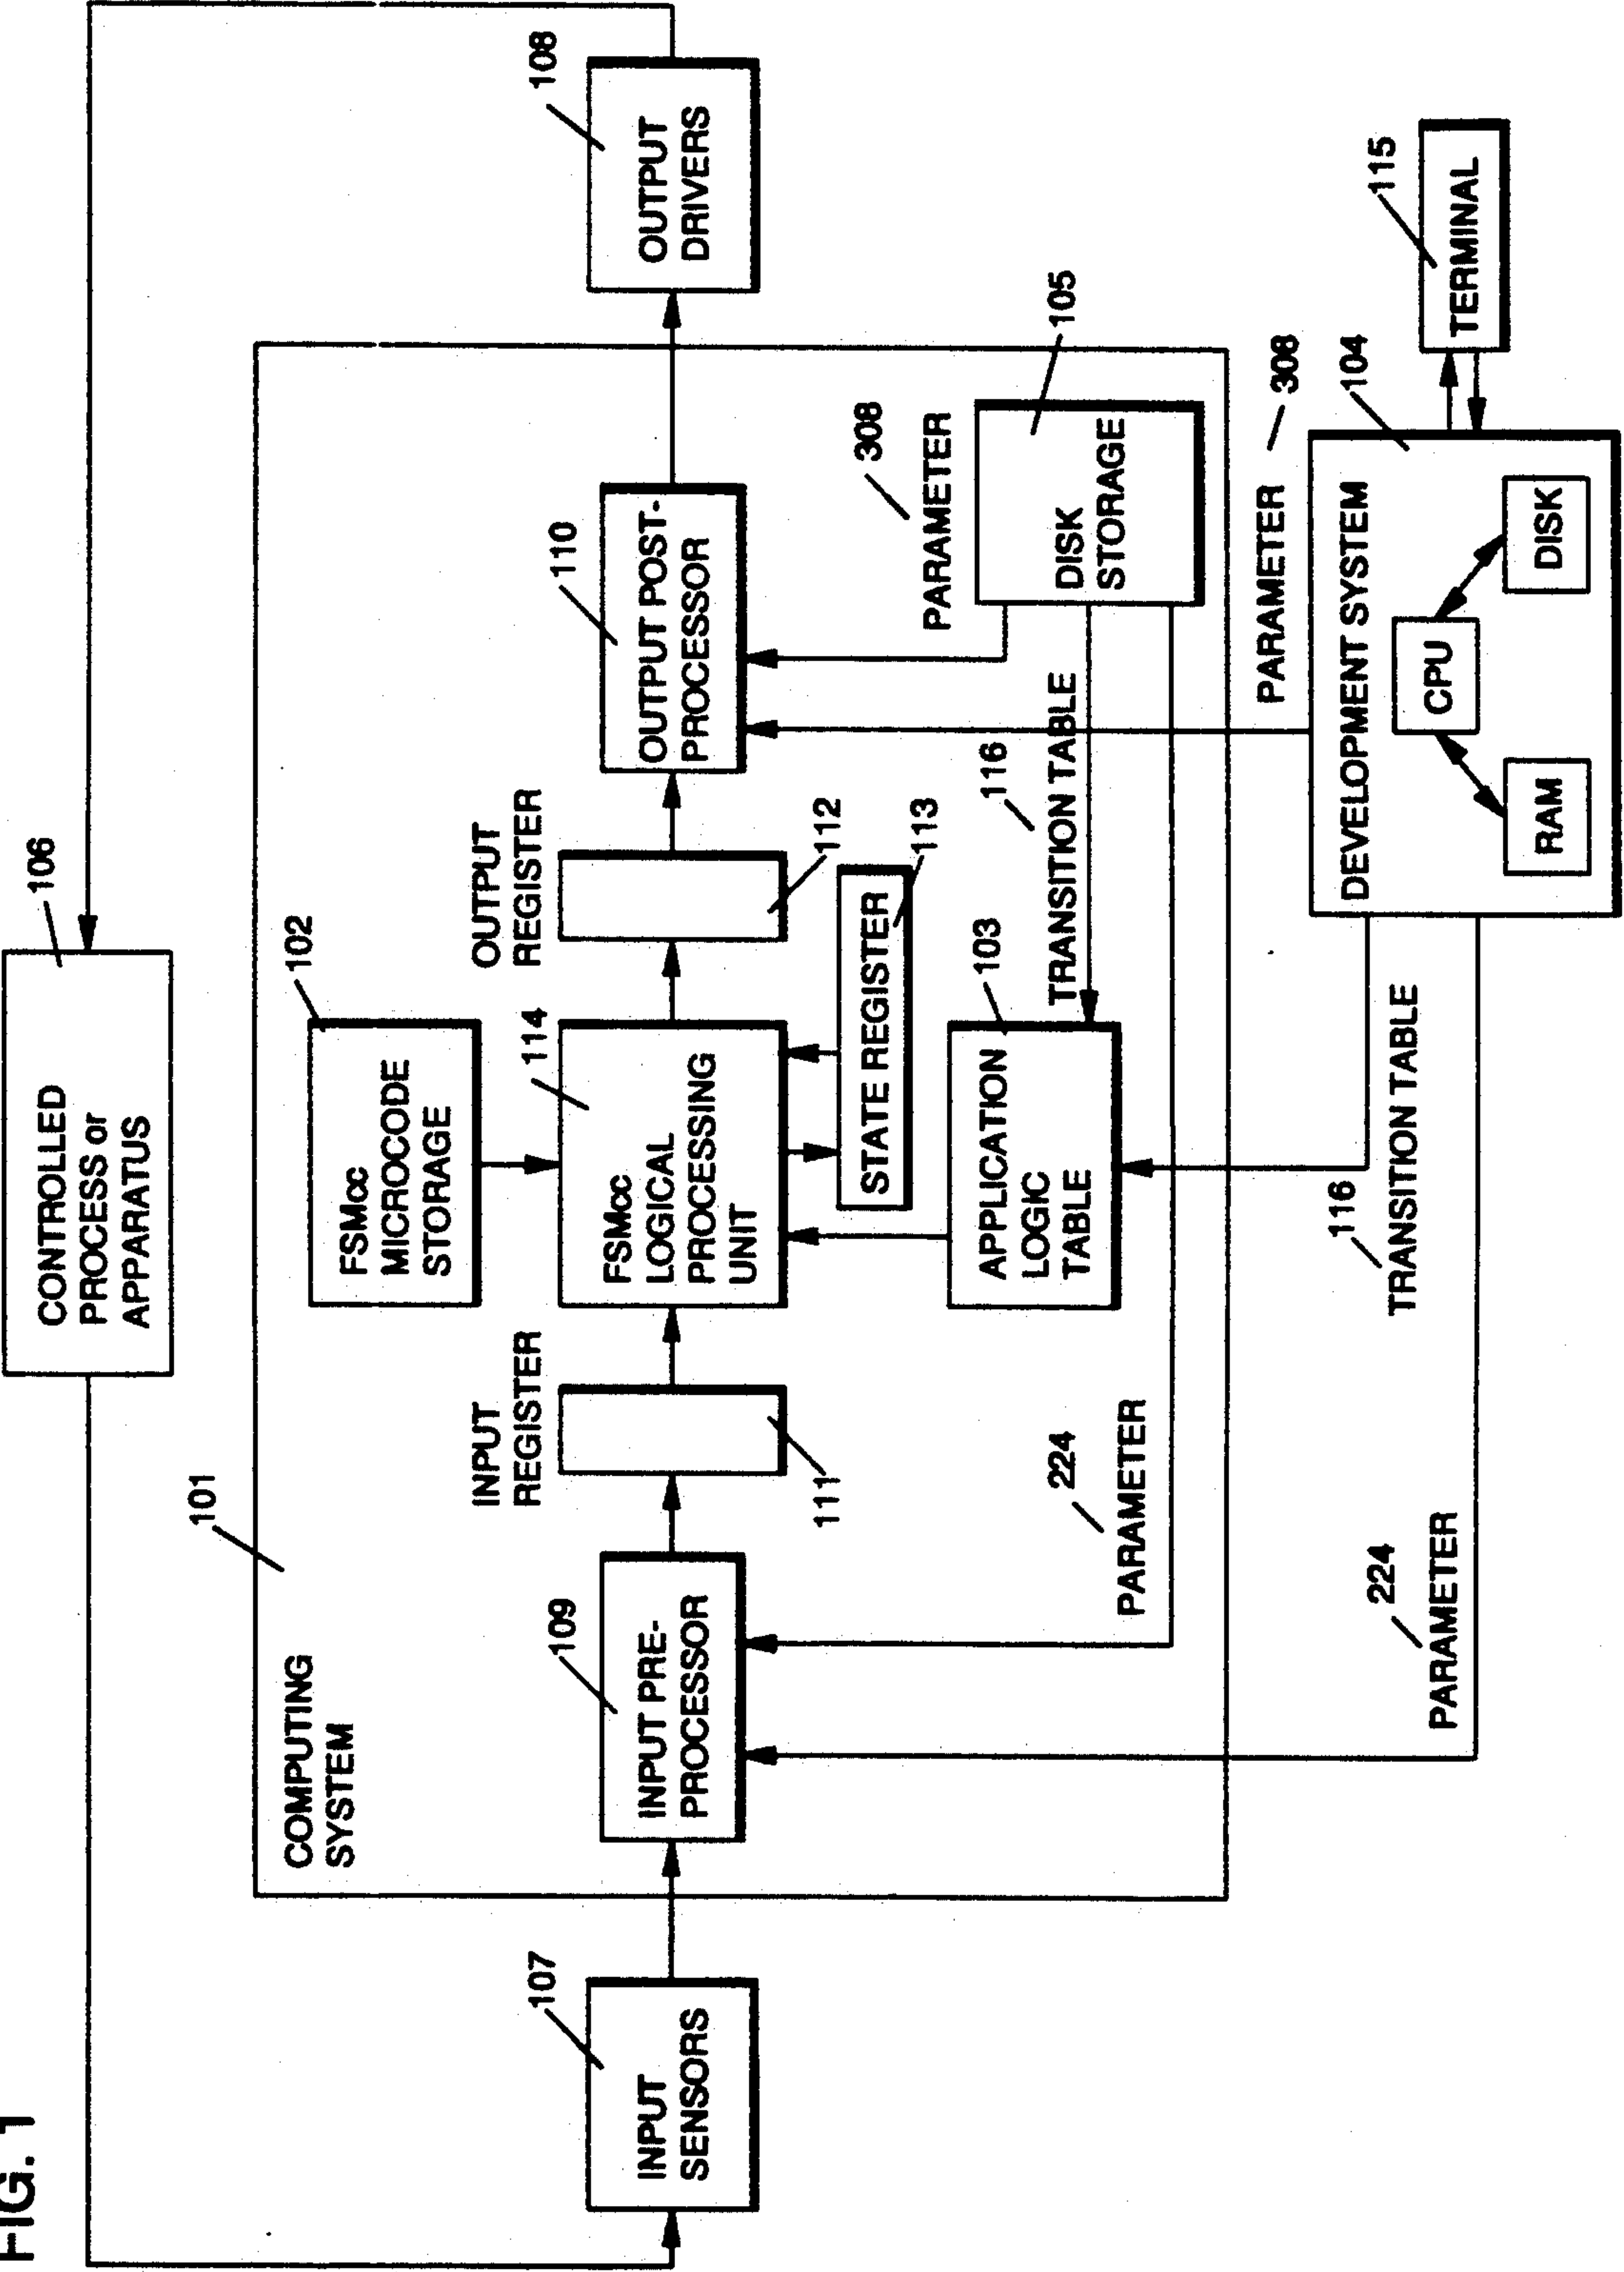 FIG. 1
106
CONTROLLED
PROCESS or
APPARATUS
101
COMPUTING
SYSTEM
102
FSMcc
MICROCODE
STORAGE
107
INPUT
SENSORS
109
INPUT PRE-
PROCESSOR
INPUT
REGISTER
111
114
FSMcc
LOGICAL
PROCESSING
UNIT
OUTPUT
REGISTER
112
110
OUTPUT POST-
PROCESSOR
108
OUTPUT
DRIVERS
STATE REGISTER
113
103
APPLICATION
LOGIC
TABLE
116
TRANSITION TABLE
308
PARAMETER
105
DISK
STORAGE
224
PARAMETER
PARAMETER
308
104
DEVELOPMENT SYSTEM
RAM
CPU
DISK
115
TERMINAL
116
TRANSITION TABLE
224
PARAMETER